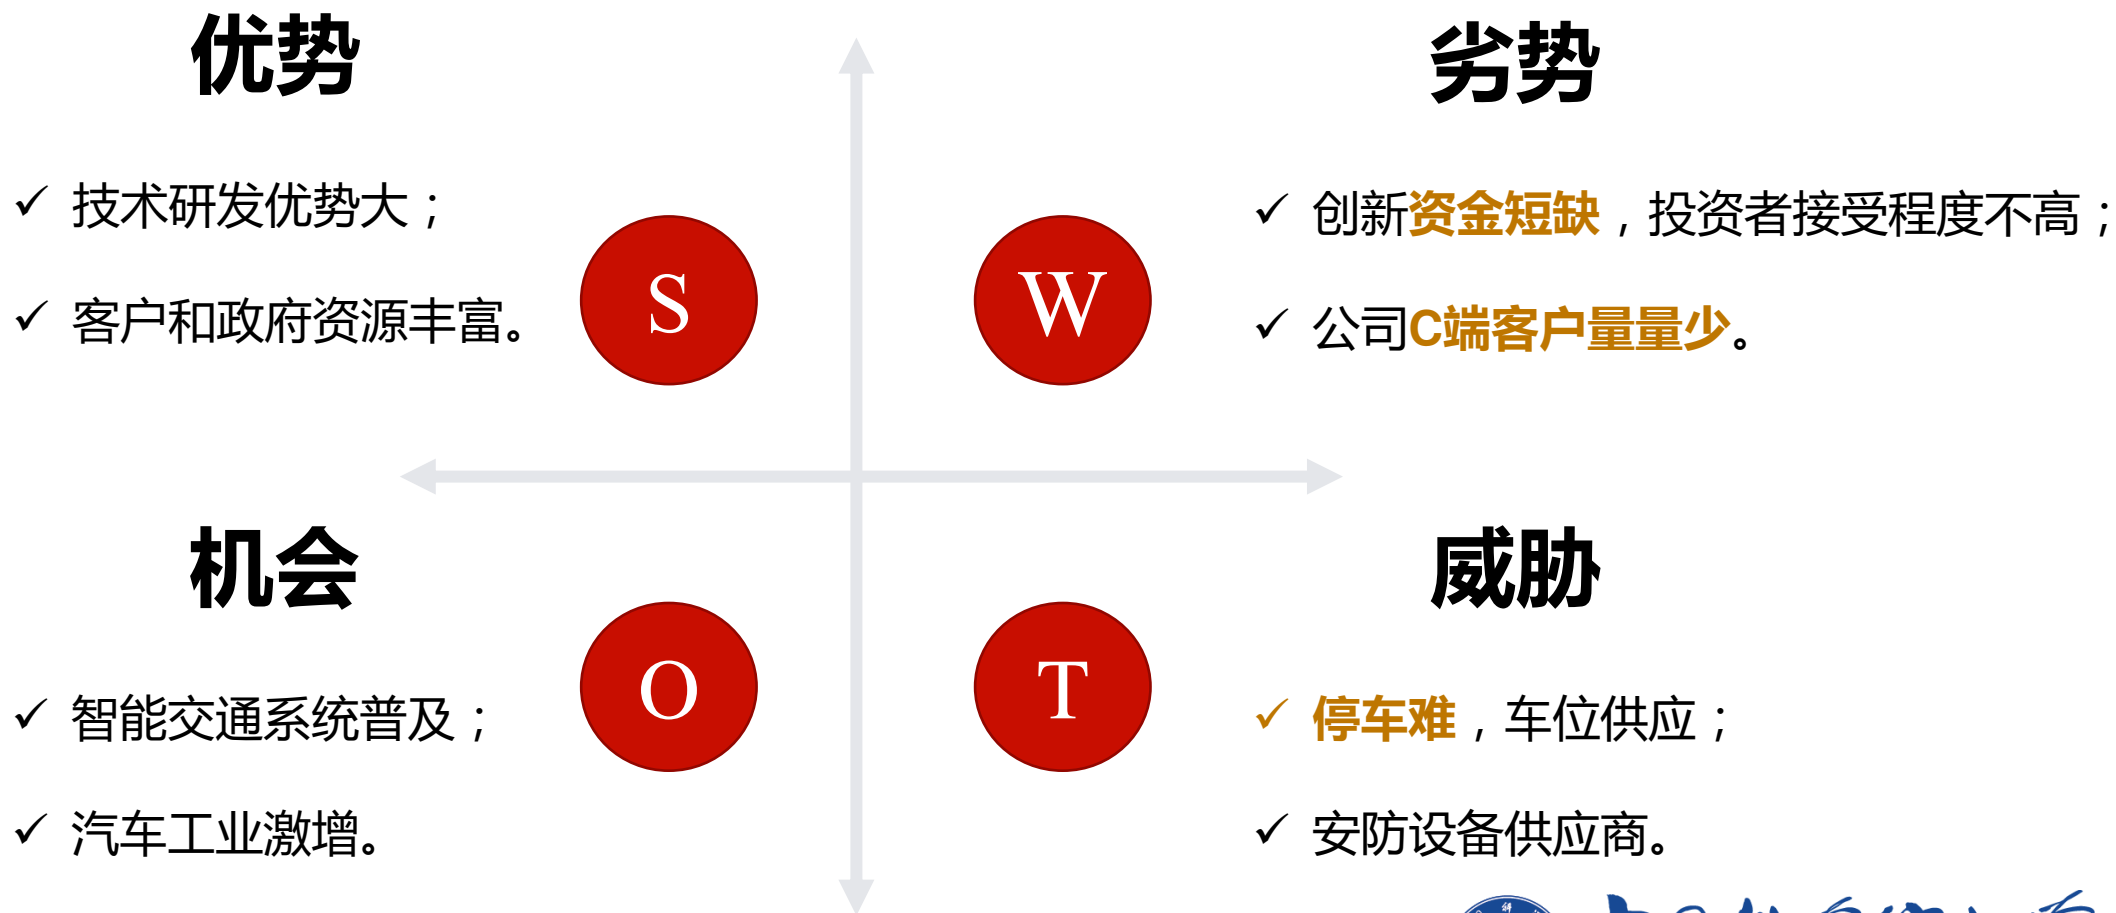 优势
技术研发优势大；
客户和政府资源丰富。
S
劣势
创新资金短缺，投资者接受程度不高；
公司C端客户量量少。
W
机会
智能交通系统普及；
汽车工业激增。
O
威胁
停车难，车位供应；
安防设备供应商。
T